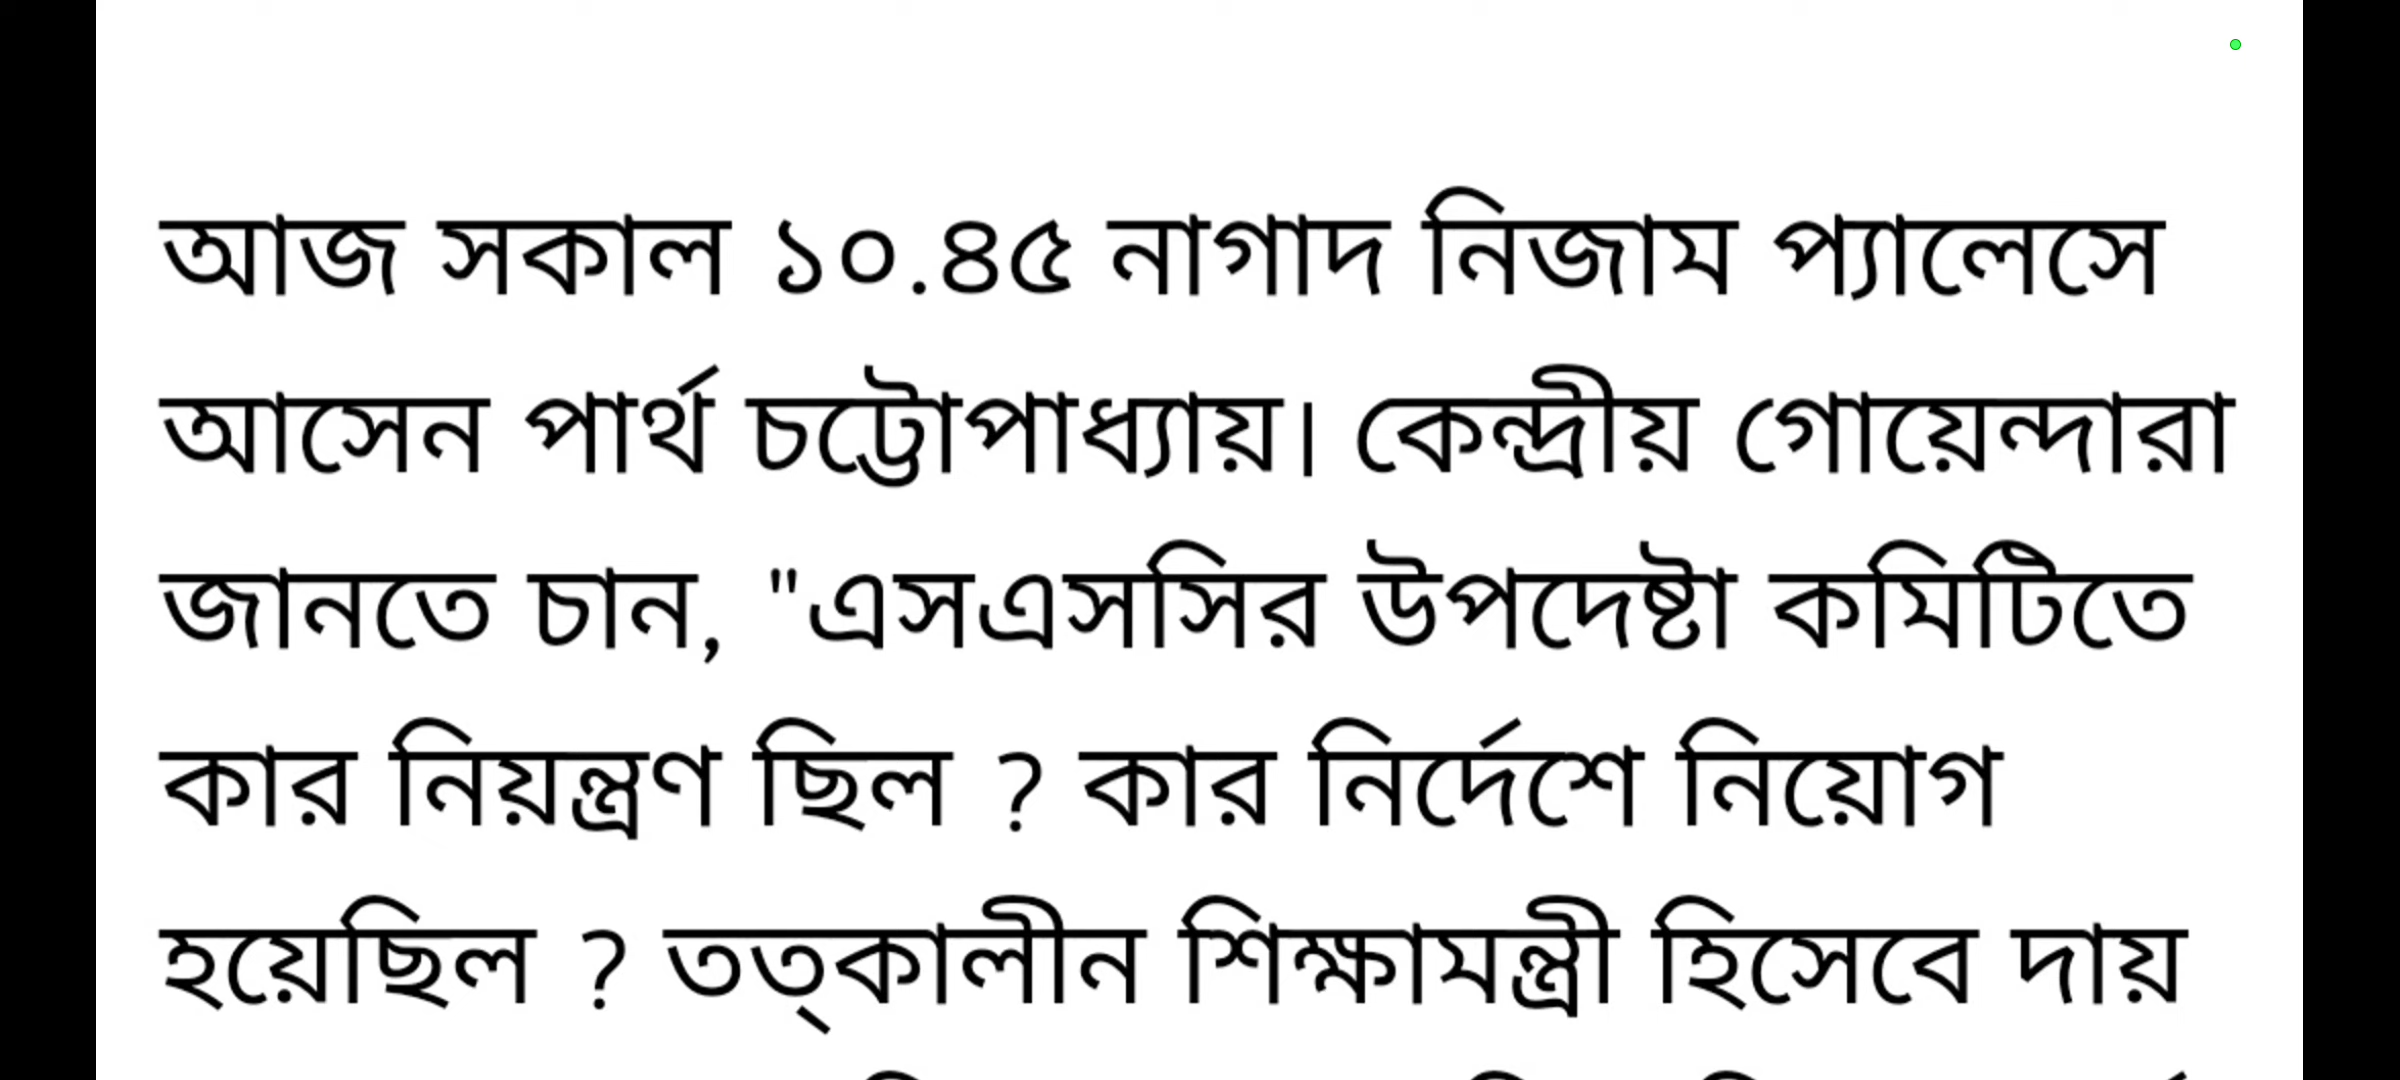 আজ সকাল ১০.৪৫ নাগাদ নিজাম প্যালেসে
আসেন পার্থ চট্টোপাধ্যায়। কেন্দ্রীয় গোয়েন্দারা
জানতে চান, "এসএসসির উপদেষ্টা কমিটিতে
কার নিয়ন্ত্রণ ছিল ? কার নির্দেশে নিয়োগ
হয়েছিল ? তত্‍কালীন শিক্ষামন্ত্রী হিসেবে দায়